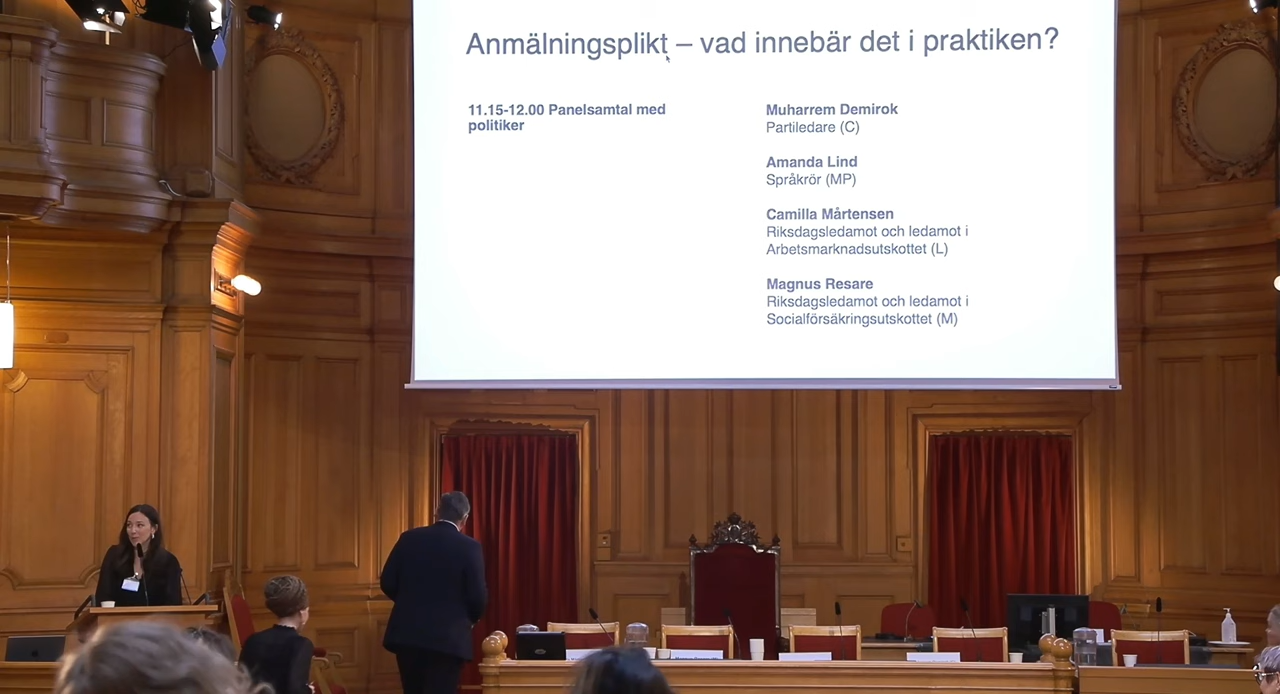 Anmälningsplikt – vad innebär det i praktiken?
11.15-12.00 Panelsamtal med
politiker
Muharrem Demirok
Partiledare (C)
Amanda Lind
Språkrör (MP)
Camilla Mårtensen
Riksdagsledamot och ledamot i
Arbetsmarknadsutskottet (L)
Magnus Resare
Riksdagsledamot och ledamot i
Socialförsäkringsutskottet (M)